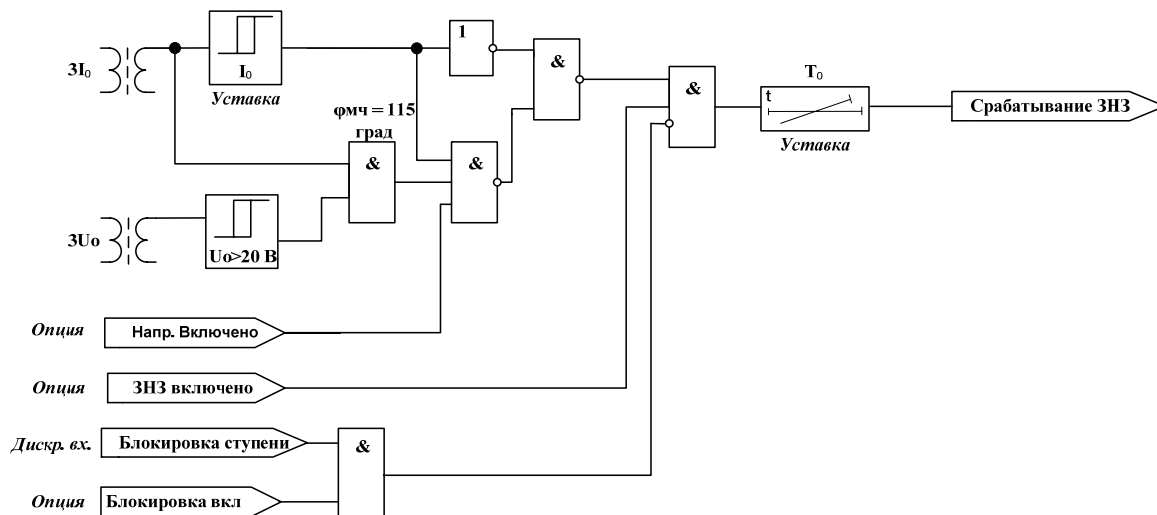 3I₀
I₀
Уставка
1
&
&
T₀
t
Уставка
Срабатывание ЗНЗ
φмч = 115
град
&
&
3Uo
Uo>20 В
Опция
Напр. Включено
Опция
ЗНЗ включено
Дискр. вх.
Блокировка ступени
&
Опция
Блокировка вкл